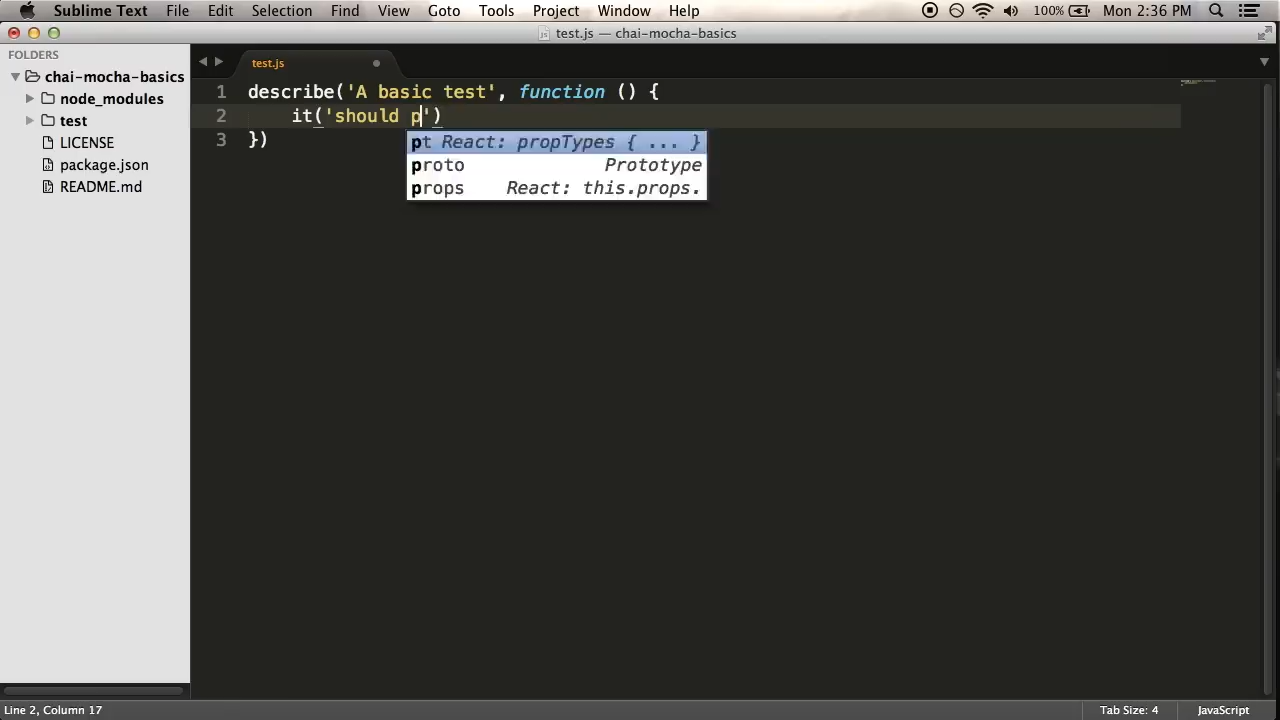 Sublime Text File Edit Selection Find View Goto Tools Project Window Help 100% Mon 2:36 PM
test.js — chai-mocha-basics
FOLDERS
chai-mocha-basics
node_modules
test
LICENSE
package.json
README.md
test.js
1 describe('A basic test', function () {
2 it('should p')
3 })
pt React: propTypes { ... }
proto Prototype
props React: this.props.
Line 2, Column 17 Tab Size: 4 JavaScript